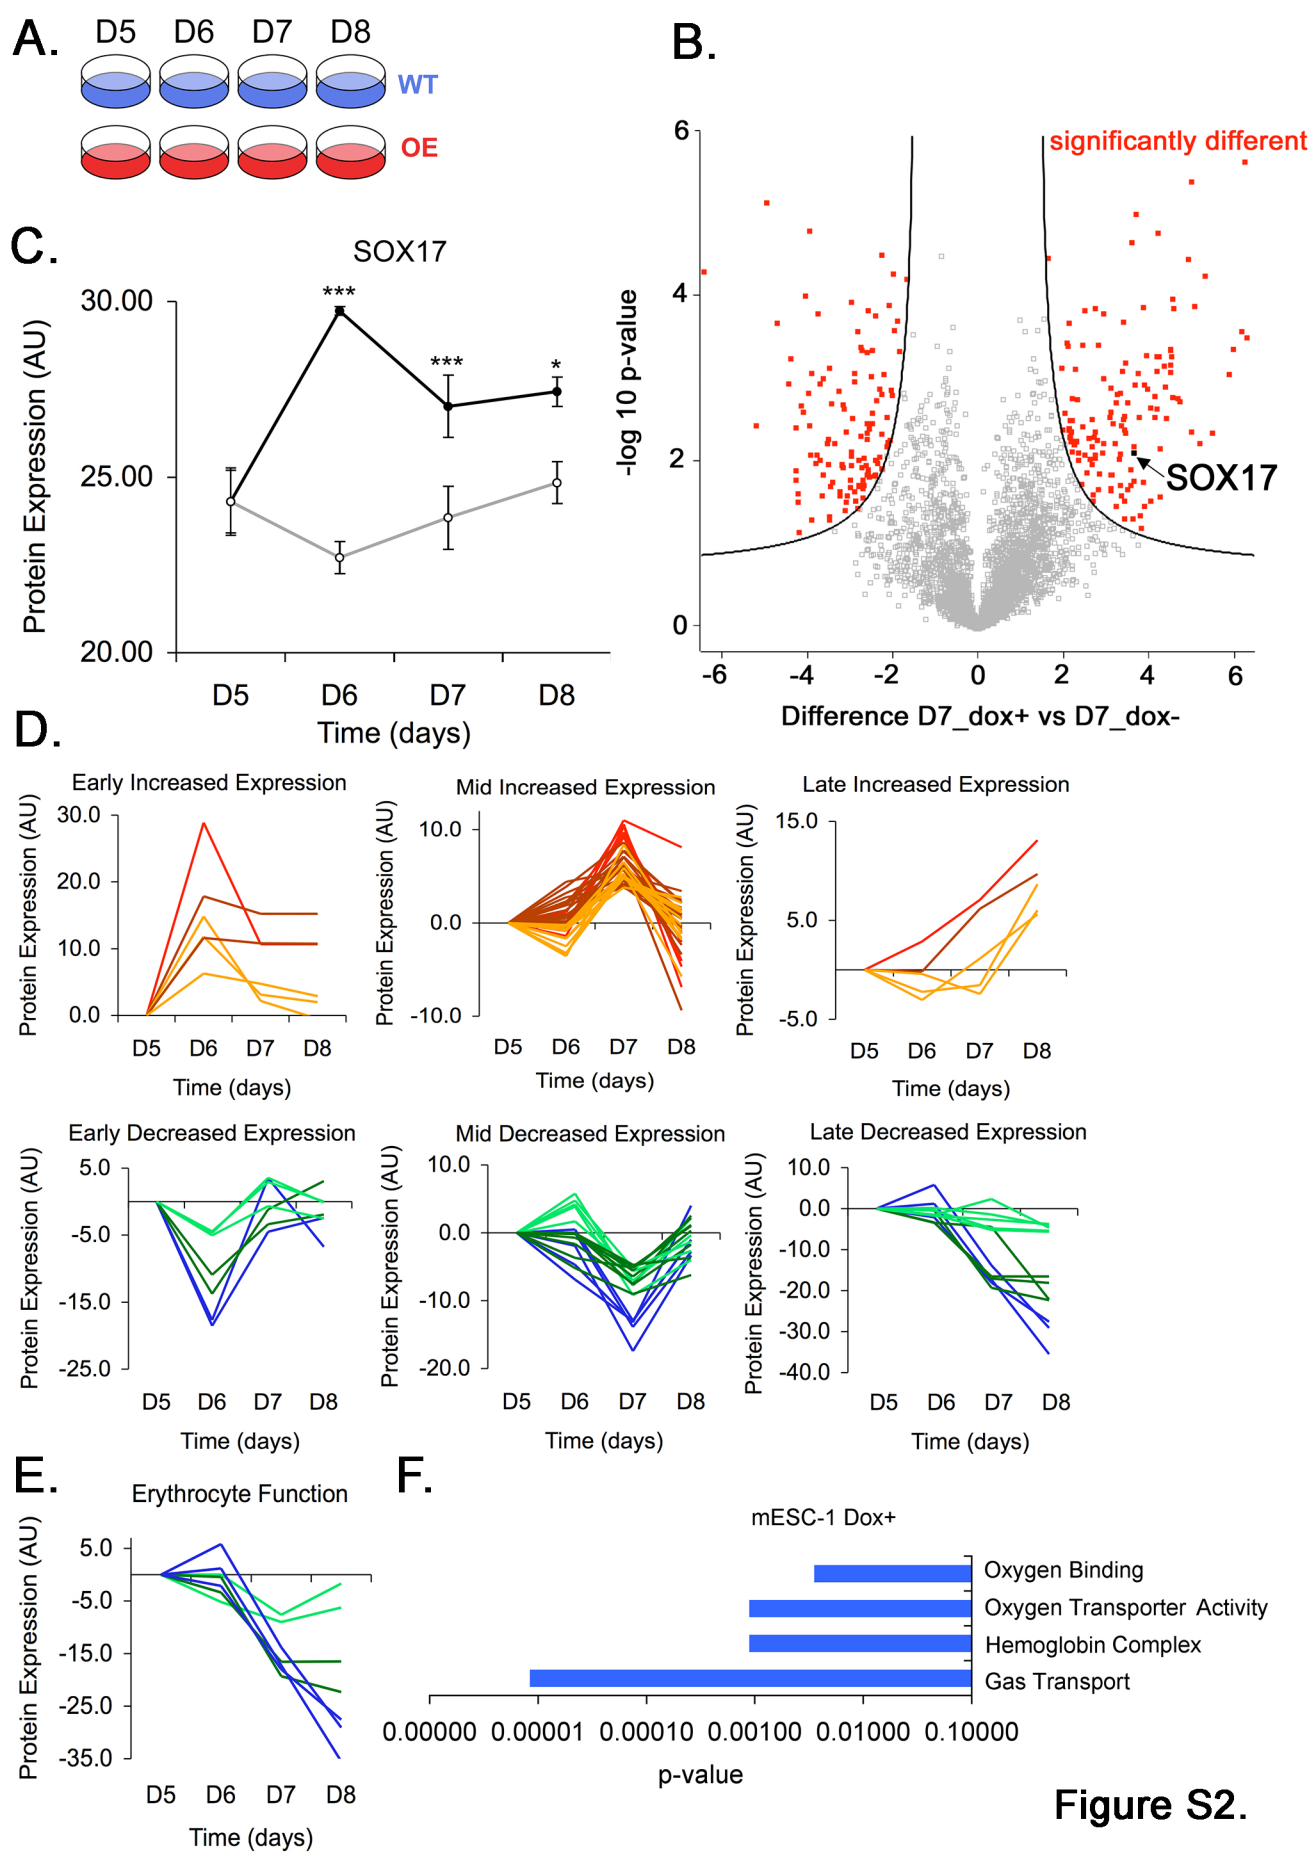 A.
D5 D6 D7 D8
WT
OE
B.
6
4
2
0
-log 10 p-value
significantly different
SOX17
-6 -4 -2 0 2 4 6
Difference D7_dox+ vs D7_dox-
C.
SOX17
***
***
*
30.00
25.00
20.00
Protein Expression (AU)
D5 D6 D7 D8
Time (days)
D.
Early Increased Expression
Protein Expression (AU)
30.0
20.0
10.0
0.0
D5 D6 D7 D8
Time (days)
Mid Increased Expression
Protein Expression (AU)
10.0
0.0
-10.0
D5 D6 D7 D8
Time (days)
Late Increased Expression
Protein Expression (AU)
15.0
5.0
-5.0
D5 D6 D7 D8
Time (days)
Early Decreased Expression
Protein Expression (AU)
5.0
-5.0
-15.0
-25.0
D5 D6 D7 D8
Time (days)
Mid Decreased Expression
Protein Expression (AU)
10.0
0.0
-10.0
-20.0
D5 D6 D7 D8
Time (days)
Late Decreased Expression
Protein Expression (AU)
10.0
0.0
-10.0
-20.0
-30.0
-40.0
D5 D6 D7 D8
Time (days)
E.
Erythrocyte Function
Protein Expression (AU)
5.0
-5.0
-15.0
-25.0
-35.0
D5 D6 D7 D8
Time (days)
F.
mESC-1 Dox+
Oxygen Binding
Oxygen Transporter Activity
Hemoglobin Complex
Gas Transport
0.000000 0.00001 0.00010 0.00100 0.01000 0.10000
p-value
Figure S2.